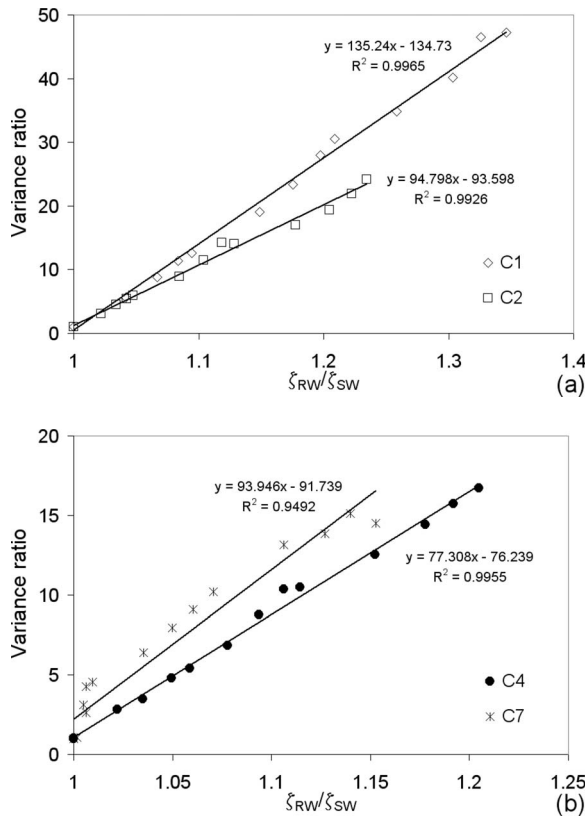 50
40
30
20
10
0
Variance ratio
y = 135.24x - 134.73
R² = 0.9965
y = 94.798x - 93.598
R² = 0.9926
C1
C2
1 1.1 1.2 1.3 1.4
ζRW/ζSW
(a)
20
15
10
5
0
Variance ratio
y = 93.946x - 91.739
R² = 0.9492
y = 77.308x - 76.239
R² = 0.9955
C4
C7
1 1.05 1.1 1.15 1.2 1.25
ζRW/ζSW
(b)